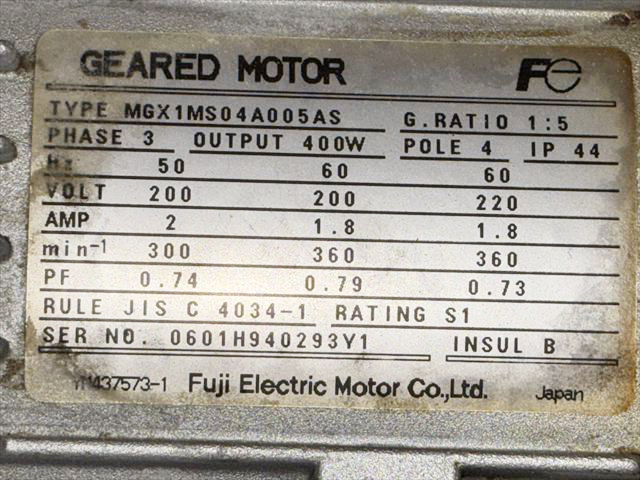 GEARED MOTOR Fe
TYPE MGX1MS04A005AS G.RATIO 1:5
PHASE 3 OUTPUT 400W POLE 4 IP 44
Hz 50 60 60
VOLT 200 200 220
AMP 2 1.8 1.8
min-1 300 360 360
PF 0.74 0.79 0.73
RULE JIS C 4034-1 RATING S1
SER NO. 0601H940293Y1 INSUL B
Fuji Electric Motor Co.,Ltd. Japan